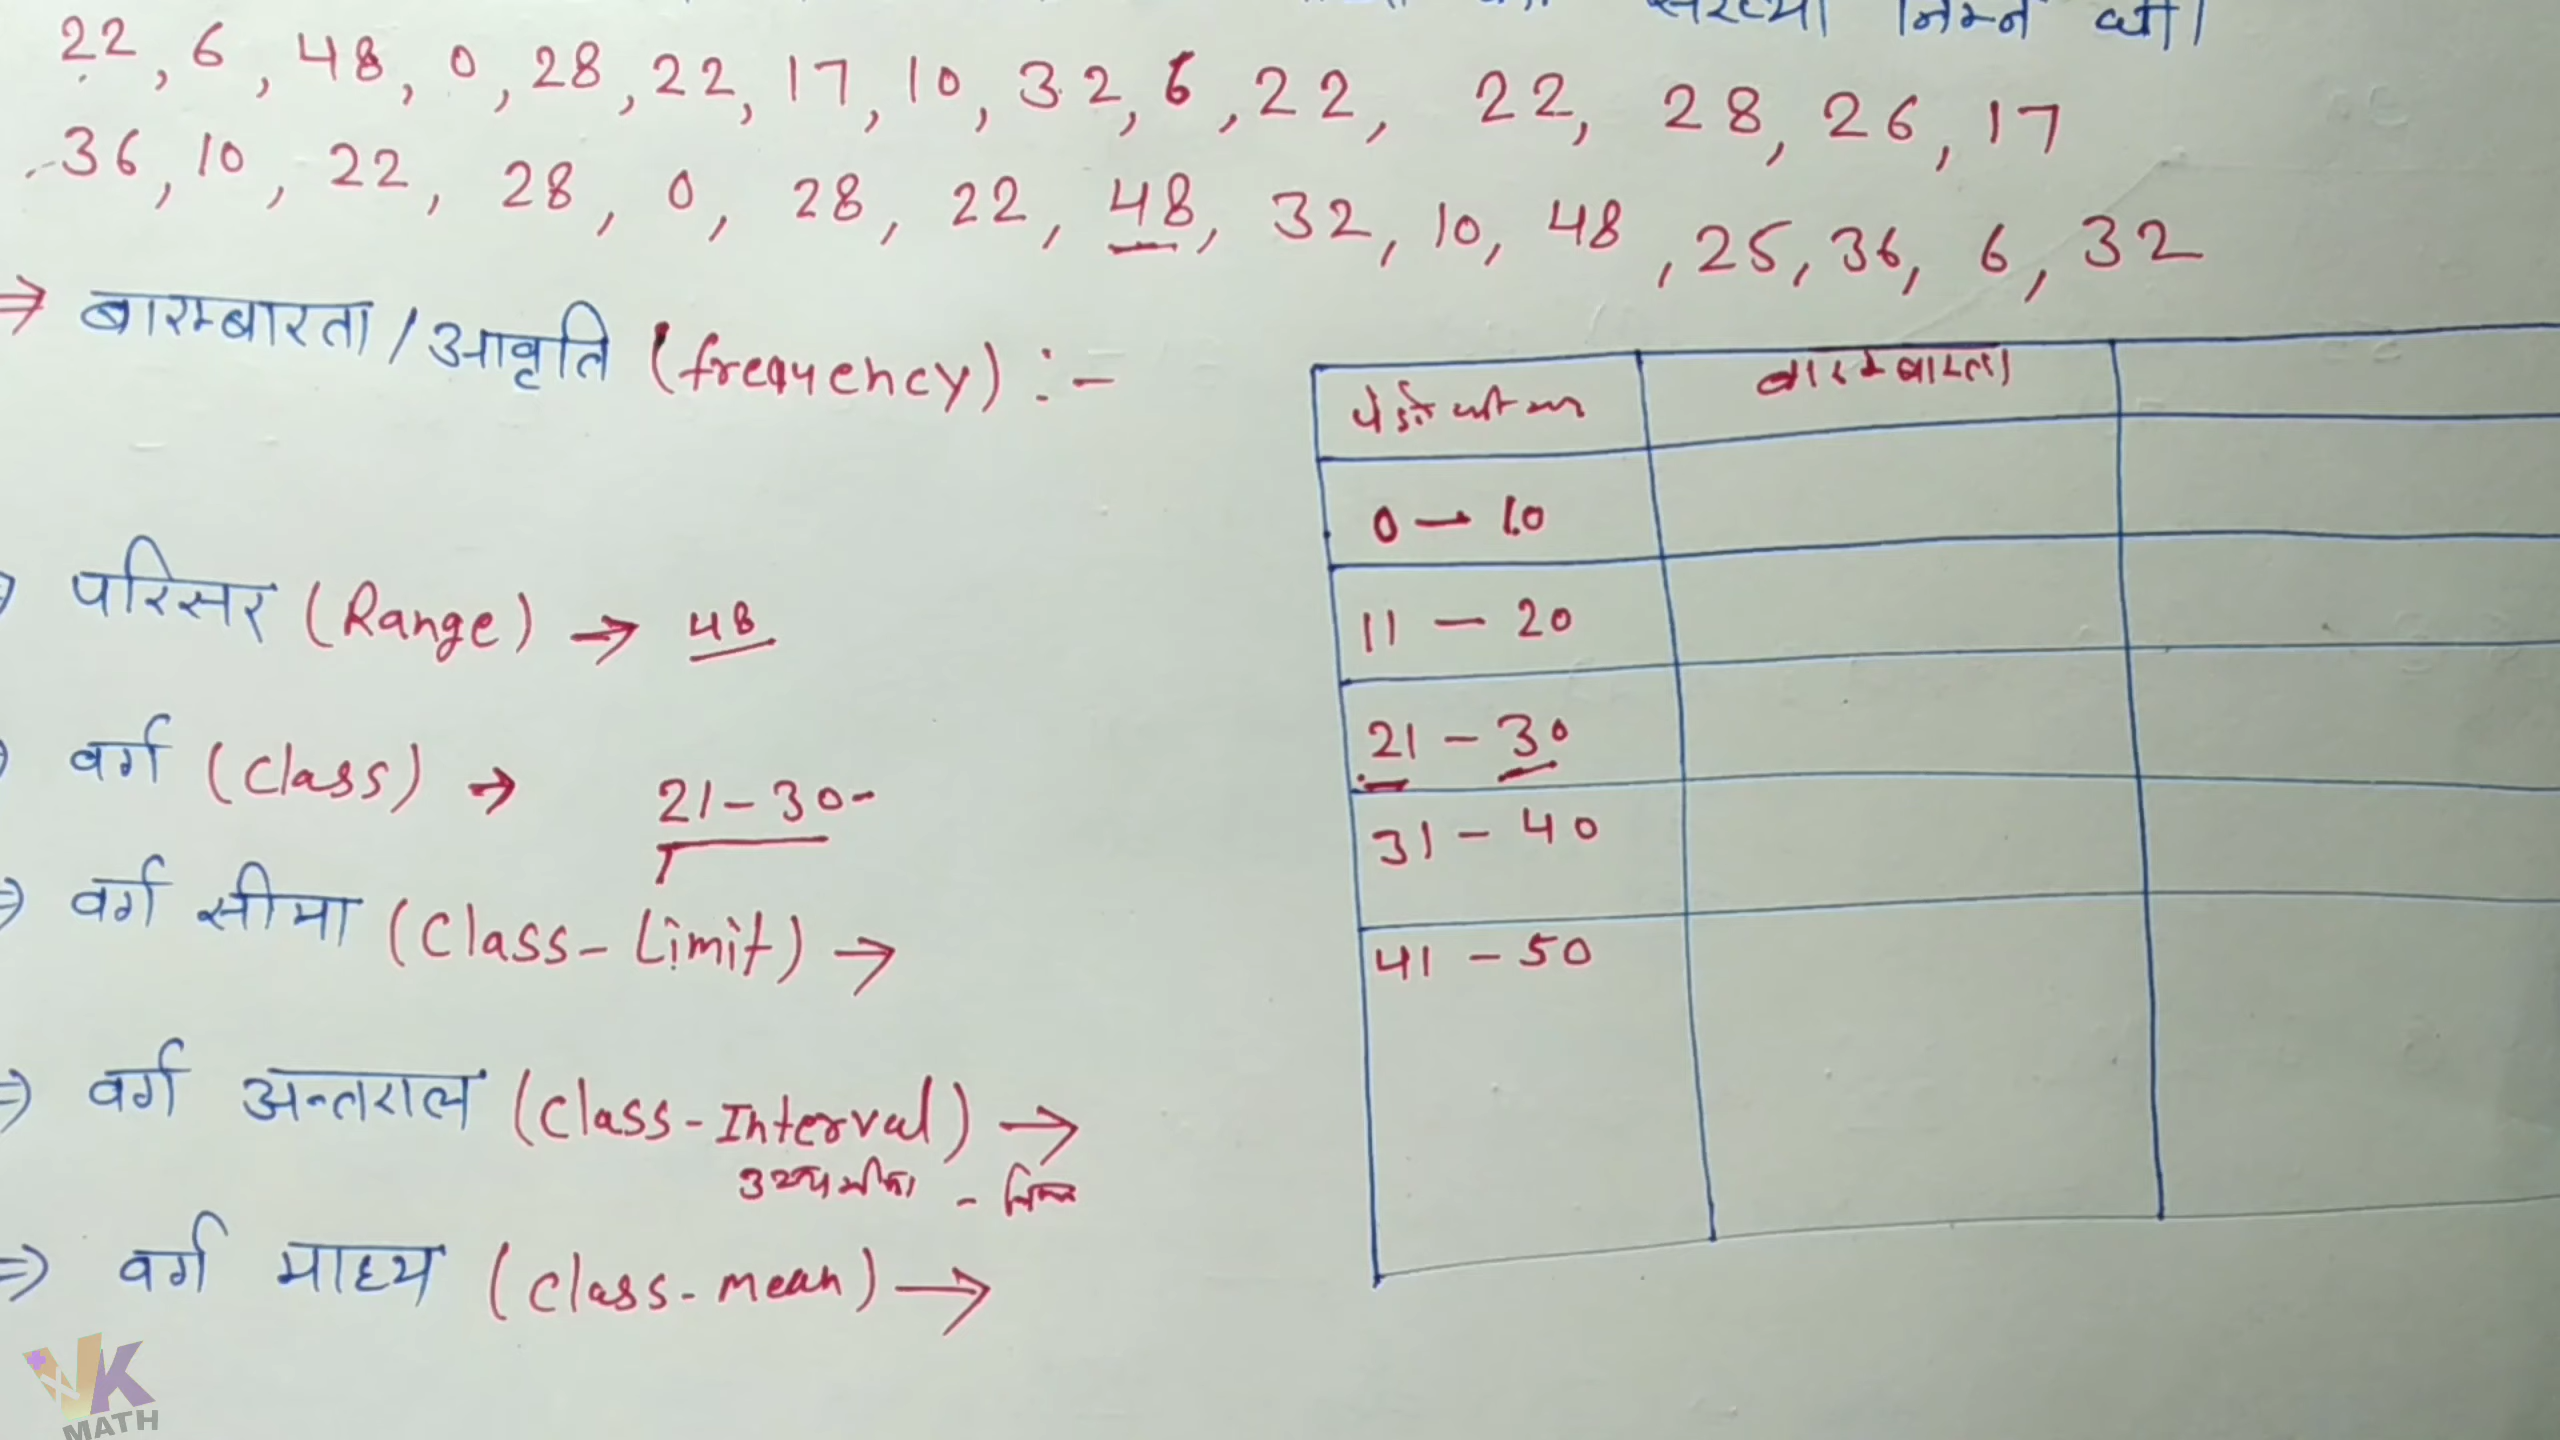 संख्या निम्न थी।
22, 6, 48, 0, 28, 22, 17, 10, 32, 6, 22, 22, 28, 26, 17
36, 10, 22, 28, 0, 28, 22, 48, 32, 10, 48, 25, 36, 6, 32
⇒ बारम्बारता/आवृति (frequency) :-
परिसर (Range) → 48
वर्ग (Class) → 21-30-
⇒ वर्ग सीमा (Class-Limit) →
⇒ वर्ग अन्तराल (Class-Interval) →
⇒ वर्ग माध्य (Class-mean) →
बारम्बारता
0 - 10
11 - 20
21 - 30
31 - 40
41 - 50
VK
MATH